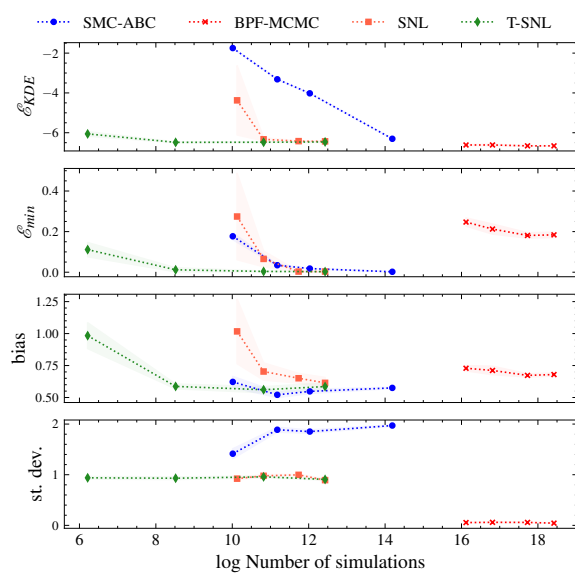 SMC-ABC BPF-MCMC SNL T-SNL
−2
−4
−6
ℰKDE
0.4
0.2
0.0
ℰmin
1.25
1.00
0.75
0.50
bias
2
1
0
st. dev.
6 8 10 12 14 16 18
log Number of simulations